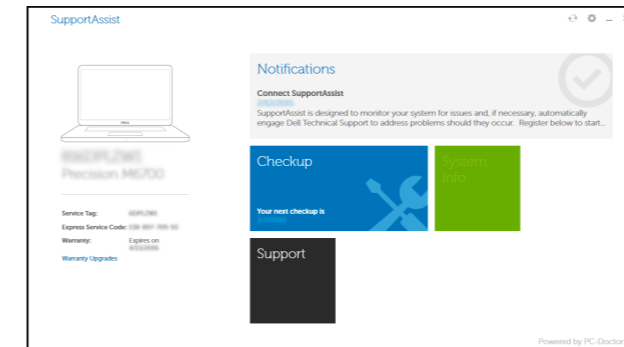 SupportAssist
Notifications
Connect SupportAssist
SupportAssist is designed to monitor your system for issues and, if necessary, automatically
engage Dell Technical Support to address problems should they occur. Register below to start...
Precision M6700
Checkup
System
Info
Service Tag:
Express Service Code:
Warranty: Expires on
Warranty Upgrades
Your next checkup is
Support
Powered by PC-Doctor